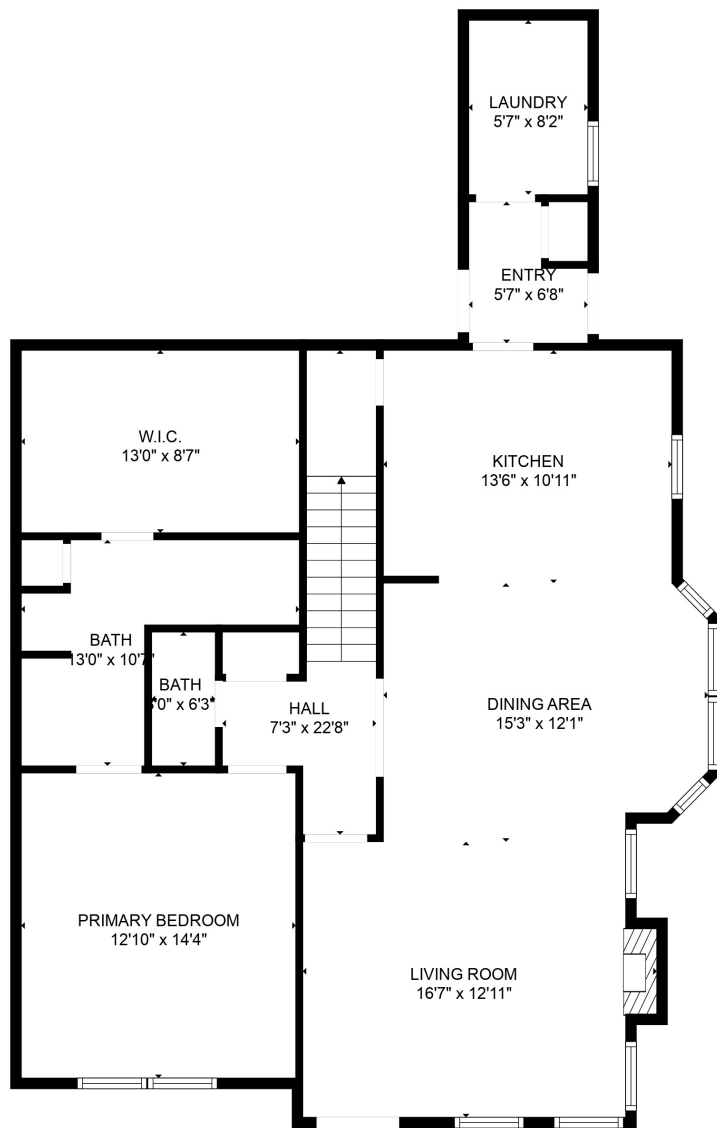 LAUNDRY
5'7" x 8'2"
ENTRY
5'7" x 6'8"
W.I.C.
13'0" x 8'7"
KITCHEN
13'6" x 10'11"
BATH
13'0" x 10'7"
BATH
6'3"
HALL
7'3" x 22'8"
DINING AREA
15'3" x 12'1"
PRIMARY BEDROOM
12'10" x 14'4"
LIVING ROOM
16'7" x 12'11"